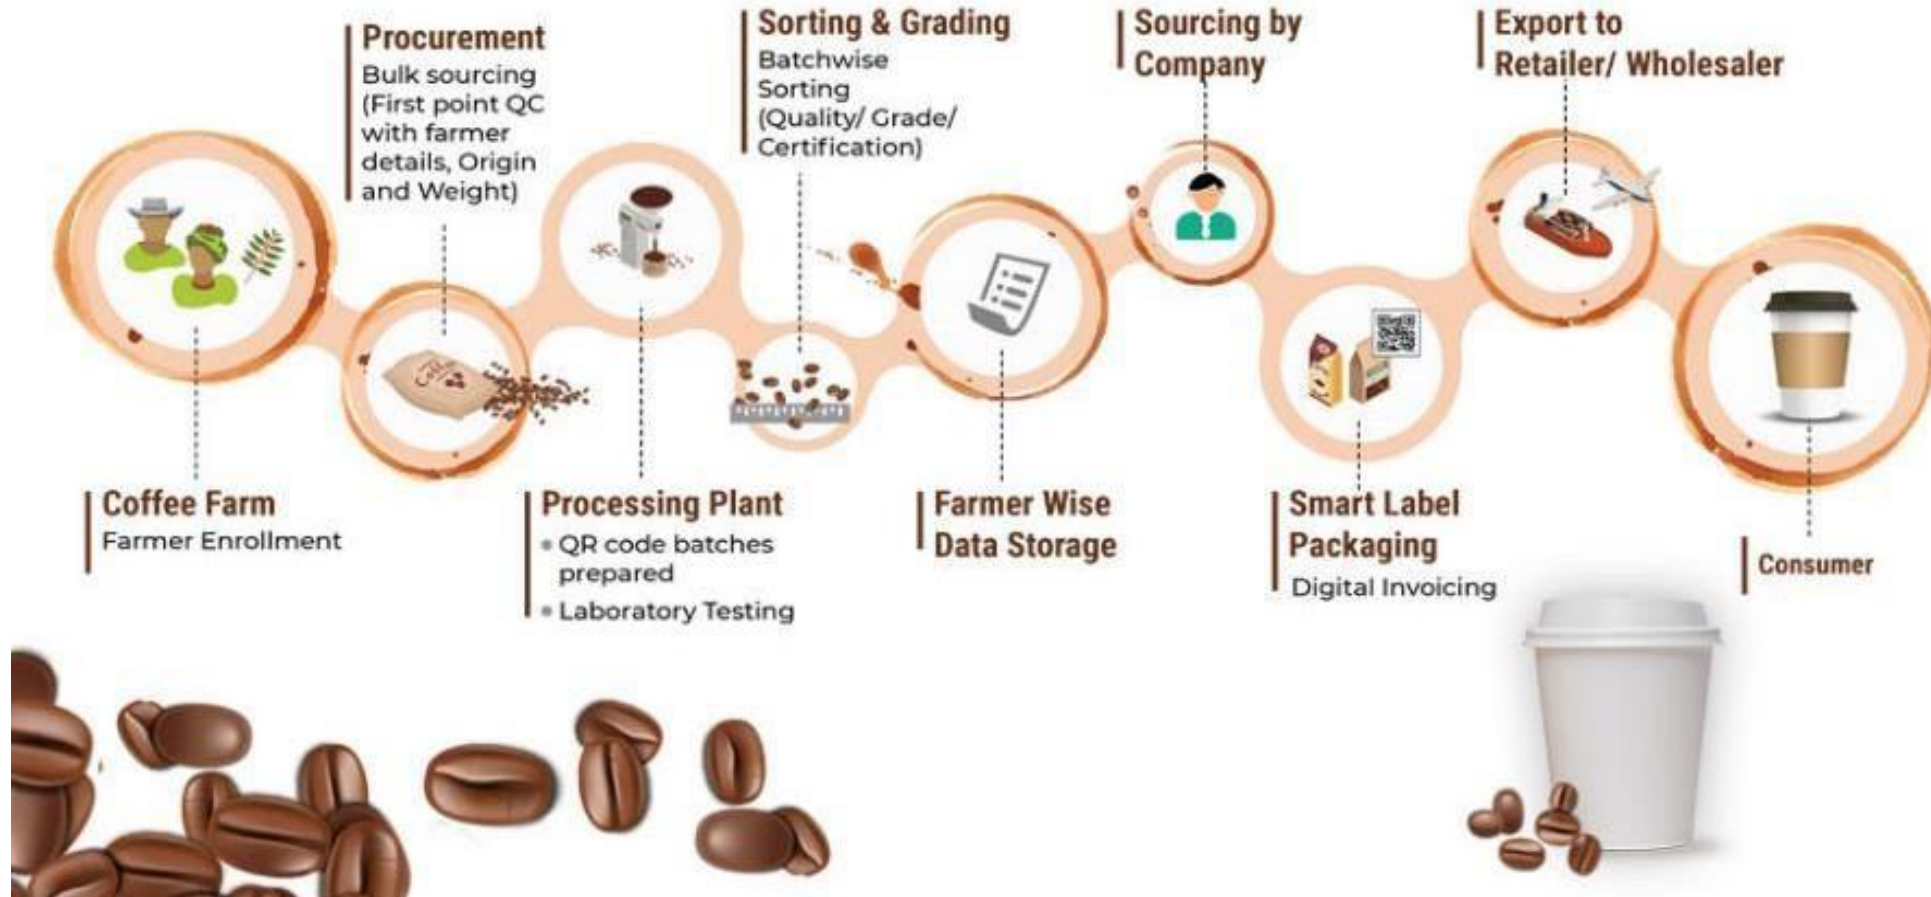 Procurement
Bulk sourcing
(First point QC
with farmer
details, Origin
and Weight)
Sorting & Grading
Batchwise
Sorting
(Quality/ Grade/
Certification)
Sourcing by
Company
Export to
Retailer/ Wholesaler
Coffee Farm
Farmer Enrollment
Processing Plant
QR code batches
prepared
Laboratory Testing
Farmer Wise
Data Storage
Smart Label
Packaging
Digital Invoicing
Consumer